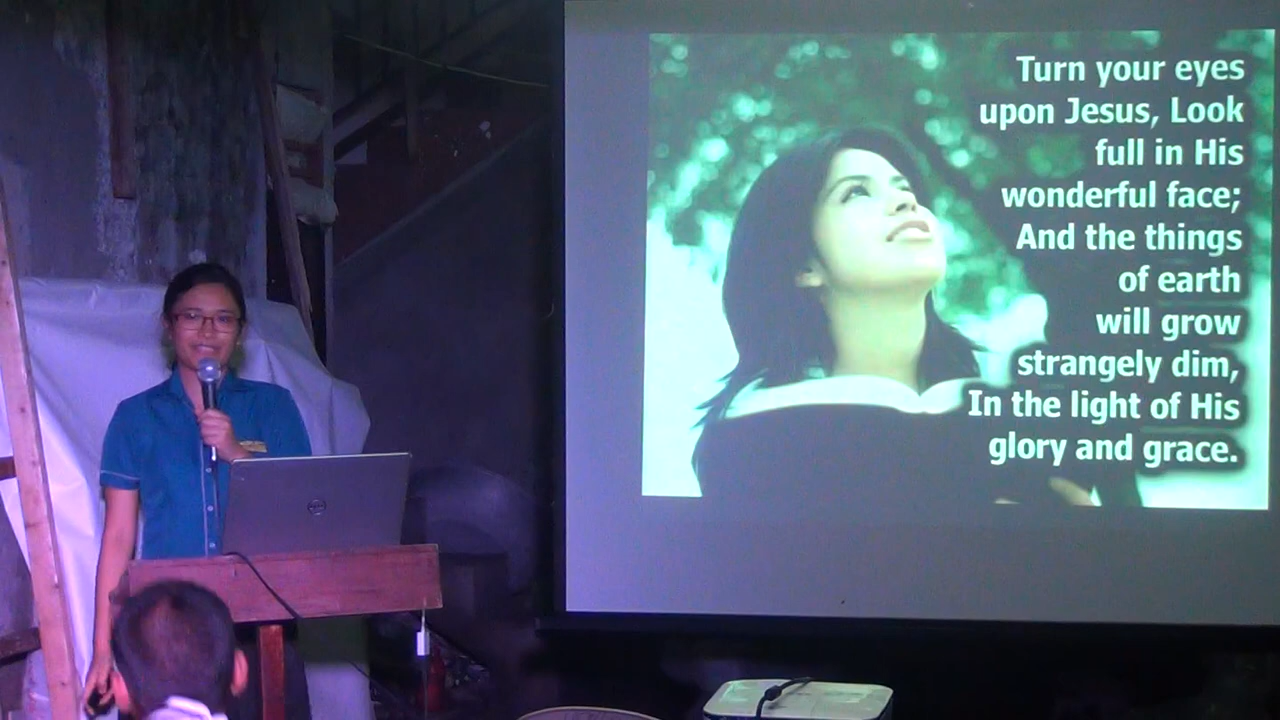 Turn your eyes
upon Jesus, Look
full in His
wonderful face;
And the things
of earth
will grow
strangely dim,
In the light of His
glory and grace.
DELL